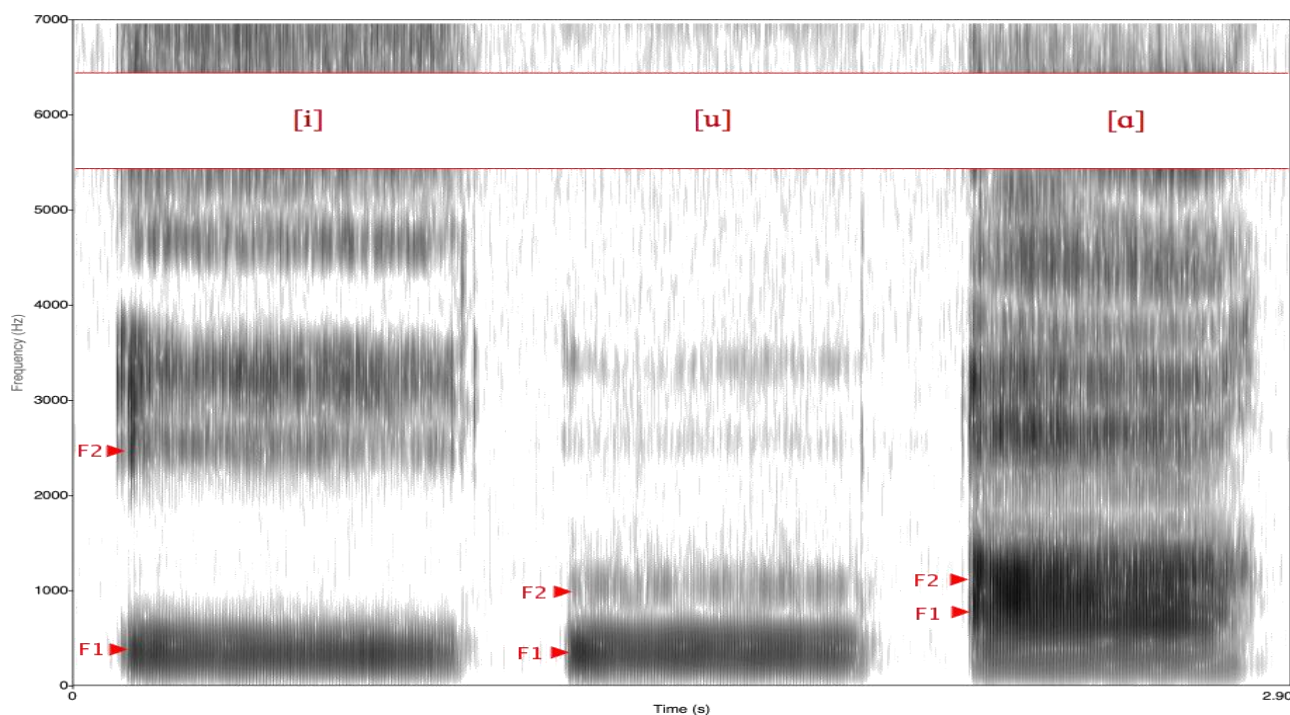 7000
6000
[i] [u] [a]
5000
4000
Frequency (Hz)
3000
F2
2000
F2
1000
F2
F1
F1
F1
0
0
Time (s)
2.90